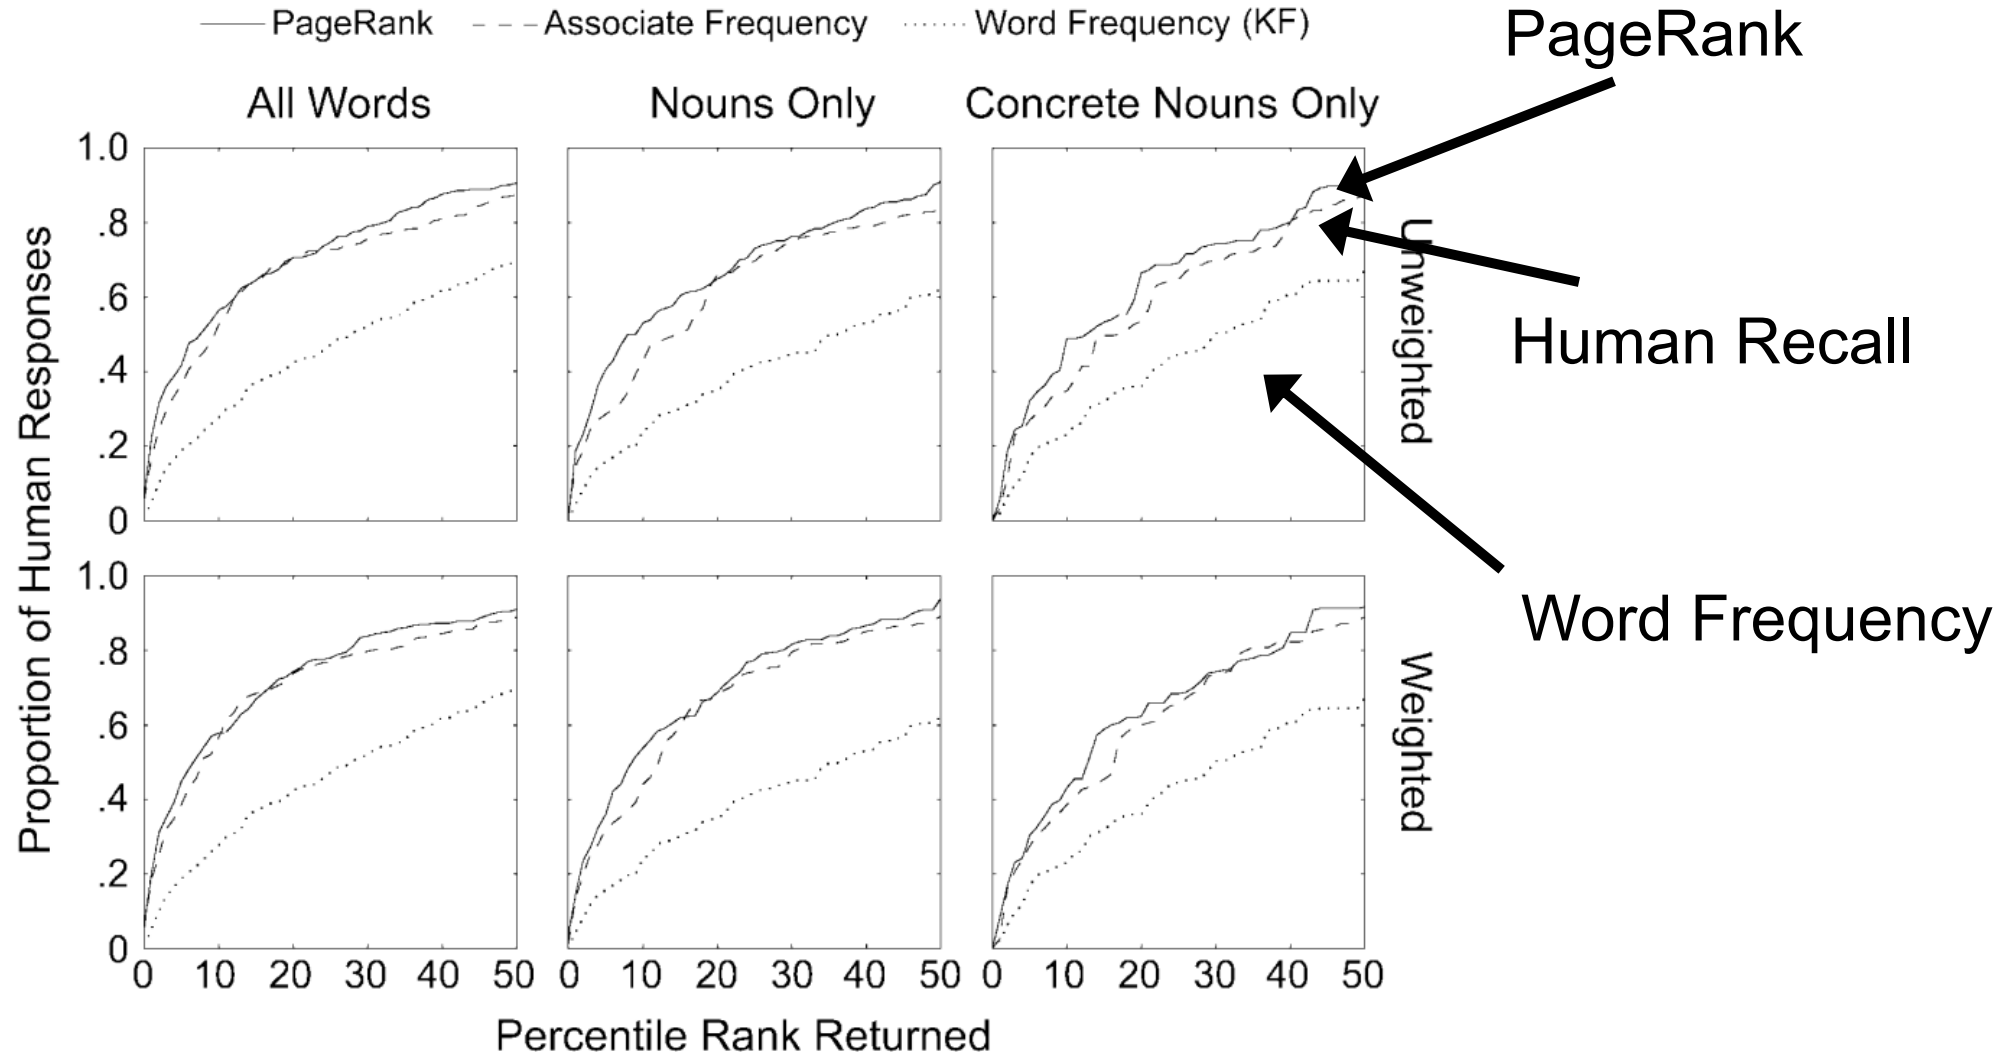 PageRank
Associate Frequency
Word Frequency (KF)
PageRank
All Words
Nouns Only
Concrete Nouns Only
Proportion of Human Responses
1.0
.8
.6
.4
.2
0
Unweighted
Human Recall
Word Frequency
1.0
.8
.6
.4
.2
0
Weighted
0 10 20 30 40 50
0 10 20 30 40 50
0 10 20 30 40 50
Percentile Rank Returned